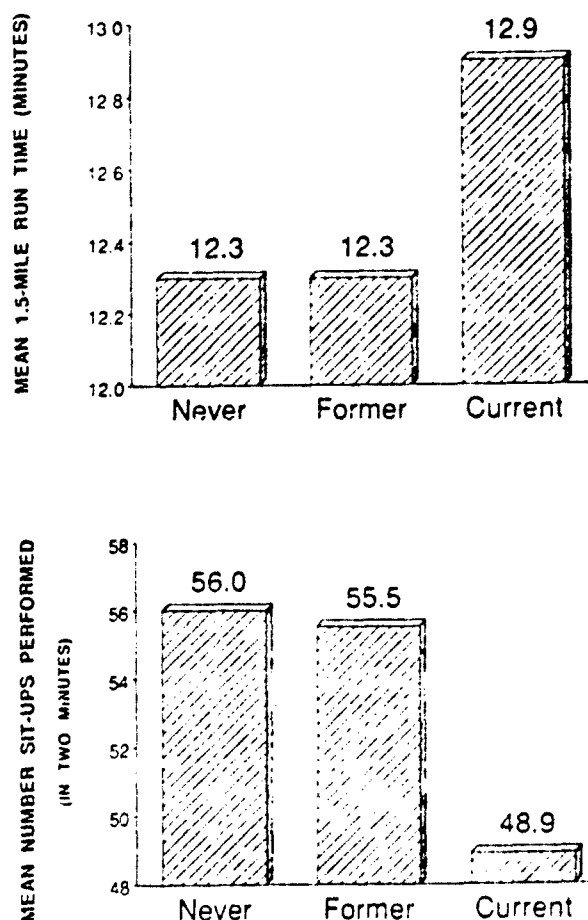 MEAN 1.5-MILE RUN TIME (MINUTES)
13.0
12.8
12.6
12.4
12.2
12.0
12.3
12.3
12.9
Never
Former
Current
MEAN NUMBER SIT-UPS PERFORMED
(IN TWO MINUTES)
58
56
54
52
50
48
56.0
55.5
48.9
Never
Former
Current